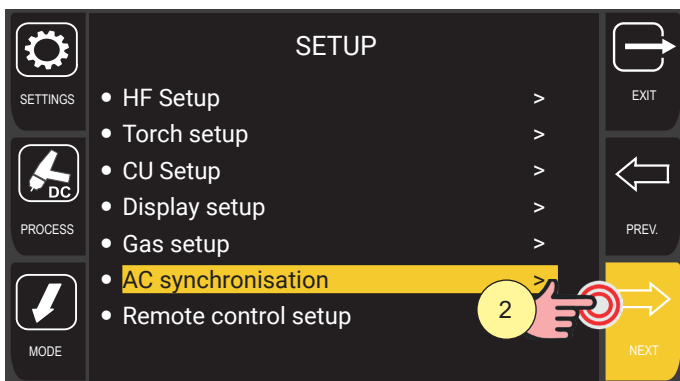 SETUP
SETTINGS
EXIT
• HF Setup >
• Torch setup >
• CU Setup >
DC
• Display setup >
PROCESS
PREV.
• Gas setup >
• AC synchronisation >
2
• Remote control setup
MODE
NEXT